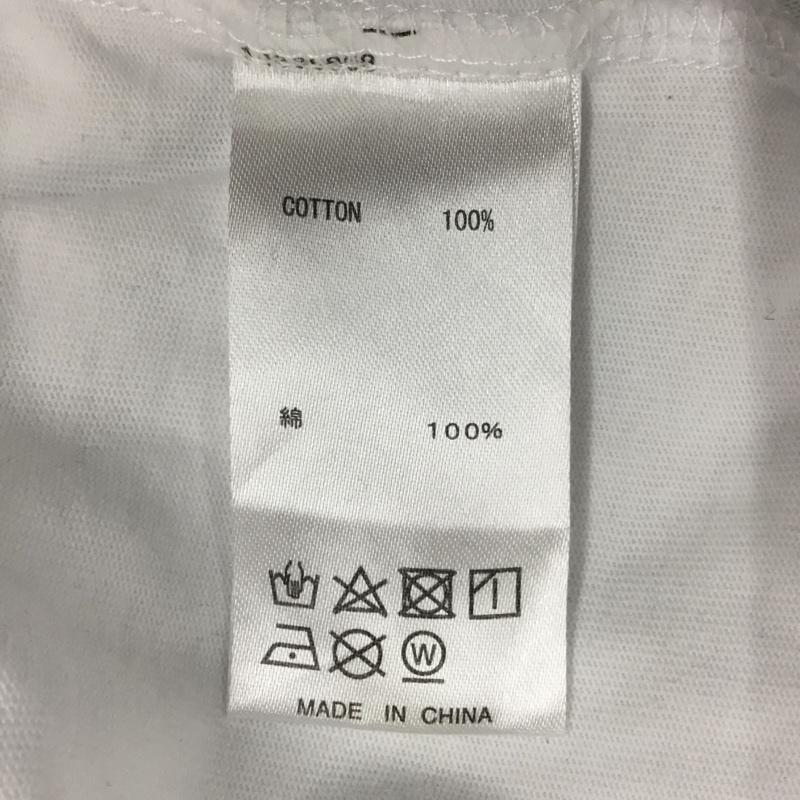 COTTON 100%
綿 100%
W
MADE IN CHINA